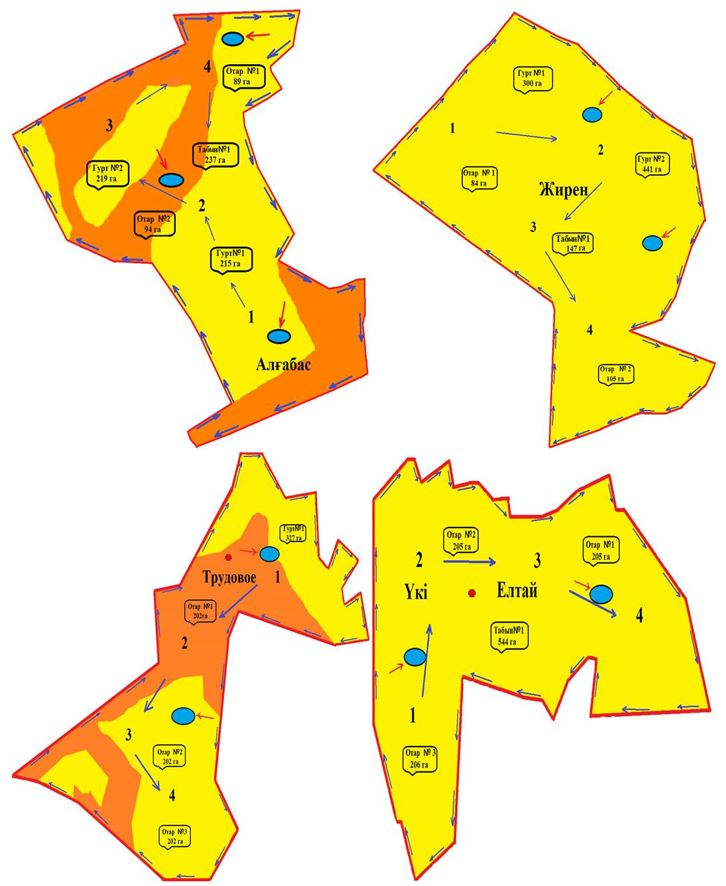 4
Отар №1
89 га
3
Табын№1
237 га
Гурт №2
219 га
2
Отар №2
94 га
Гурт№1
215 га
1
Алғабас
Гурт №1
300 га
1
2
Гурт №2
441 га
Отар № 1
84 га
Жирен
3
Табын№1
147 га
4
Отар № 2
105 га
Гурт№1
327 га
Трудовое
1
Отар №1
202га
2
3
Отар №2
202 га
4
Отар №3
202 га
Отар №2
205 га
Отар №1
205 га
2
3
Үкі
Елтай
4
Табын№1
544 га
1
Отар № 3
206 га